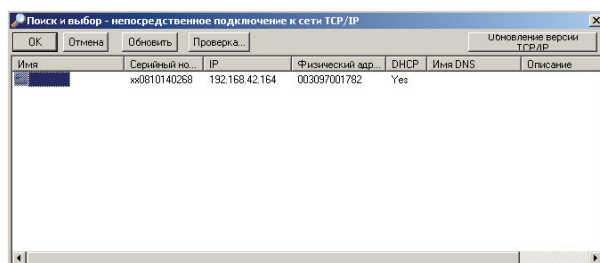 Поиск и выбор - непосредственное подключение к сети TCP/IP
ОК Отмена Обновить Проверка... Обновление версии TCP/IP
Имя Серийный но... IP Физический адр... DHCP Имя DNS Описание
xx0810140268 192.168.42.164 003097001782 Yes